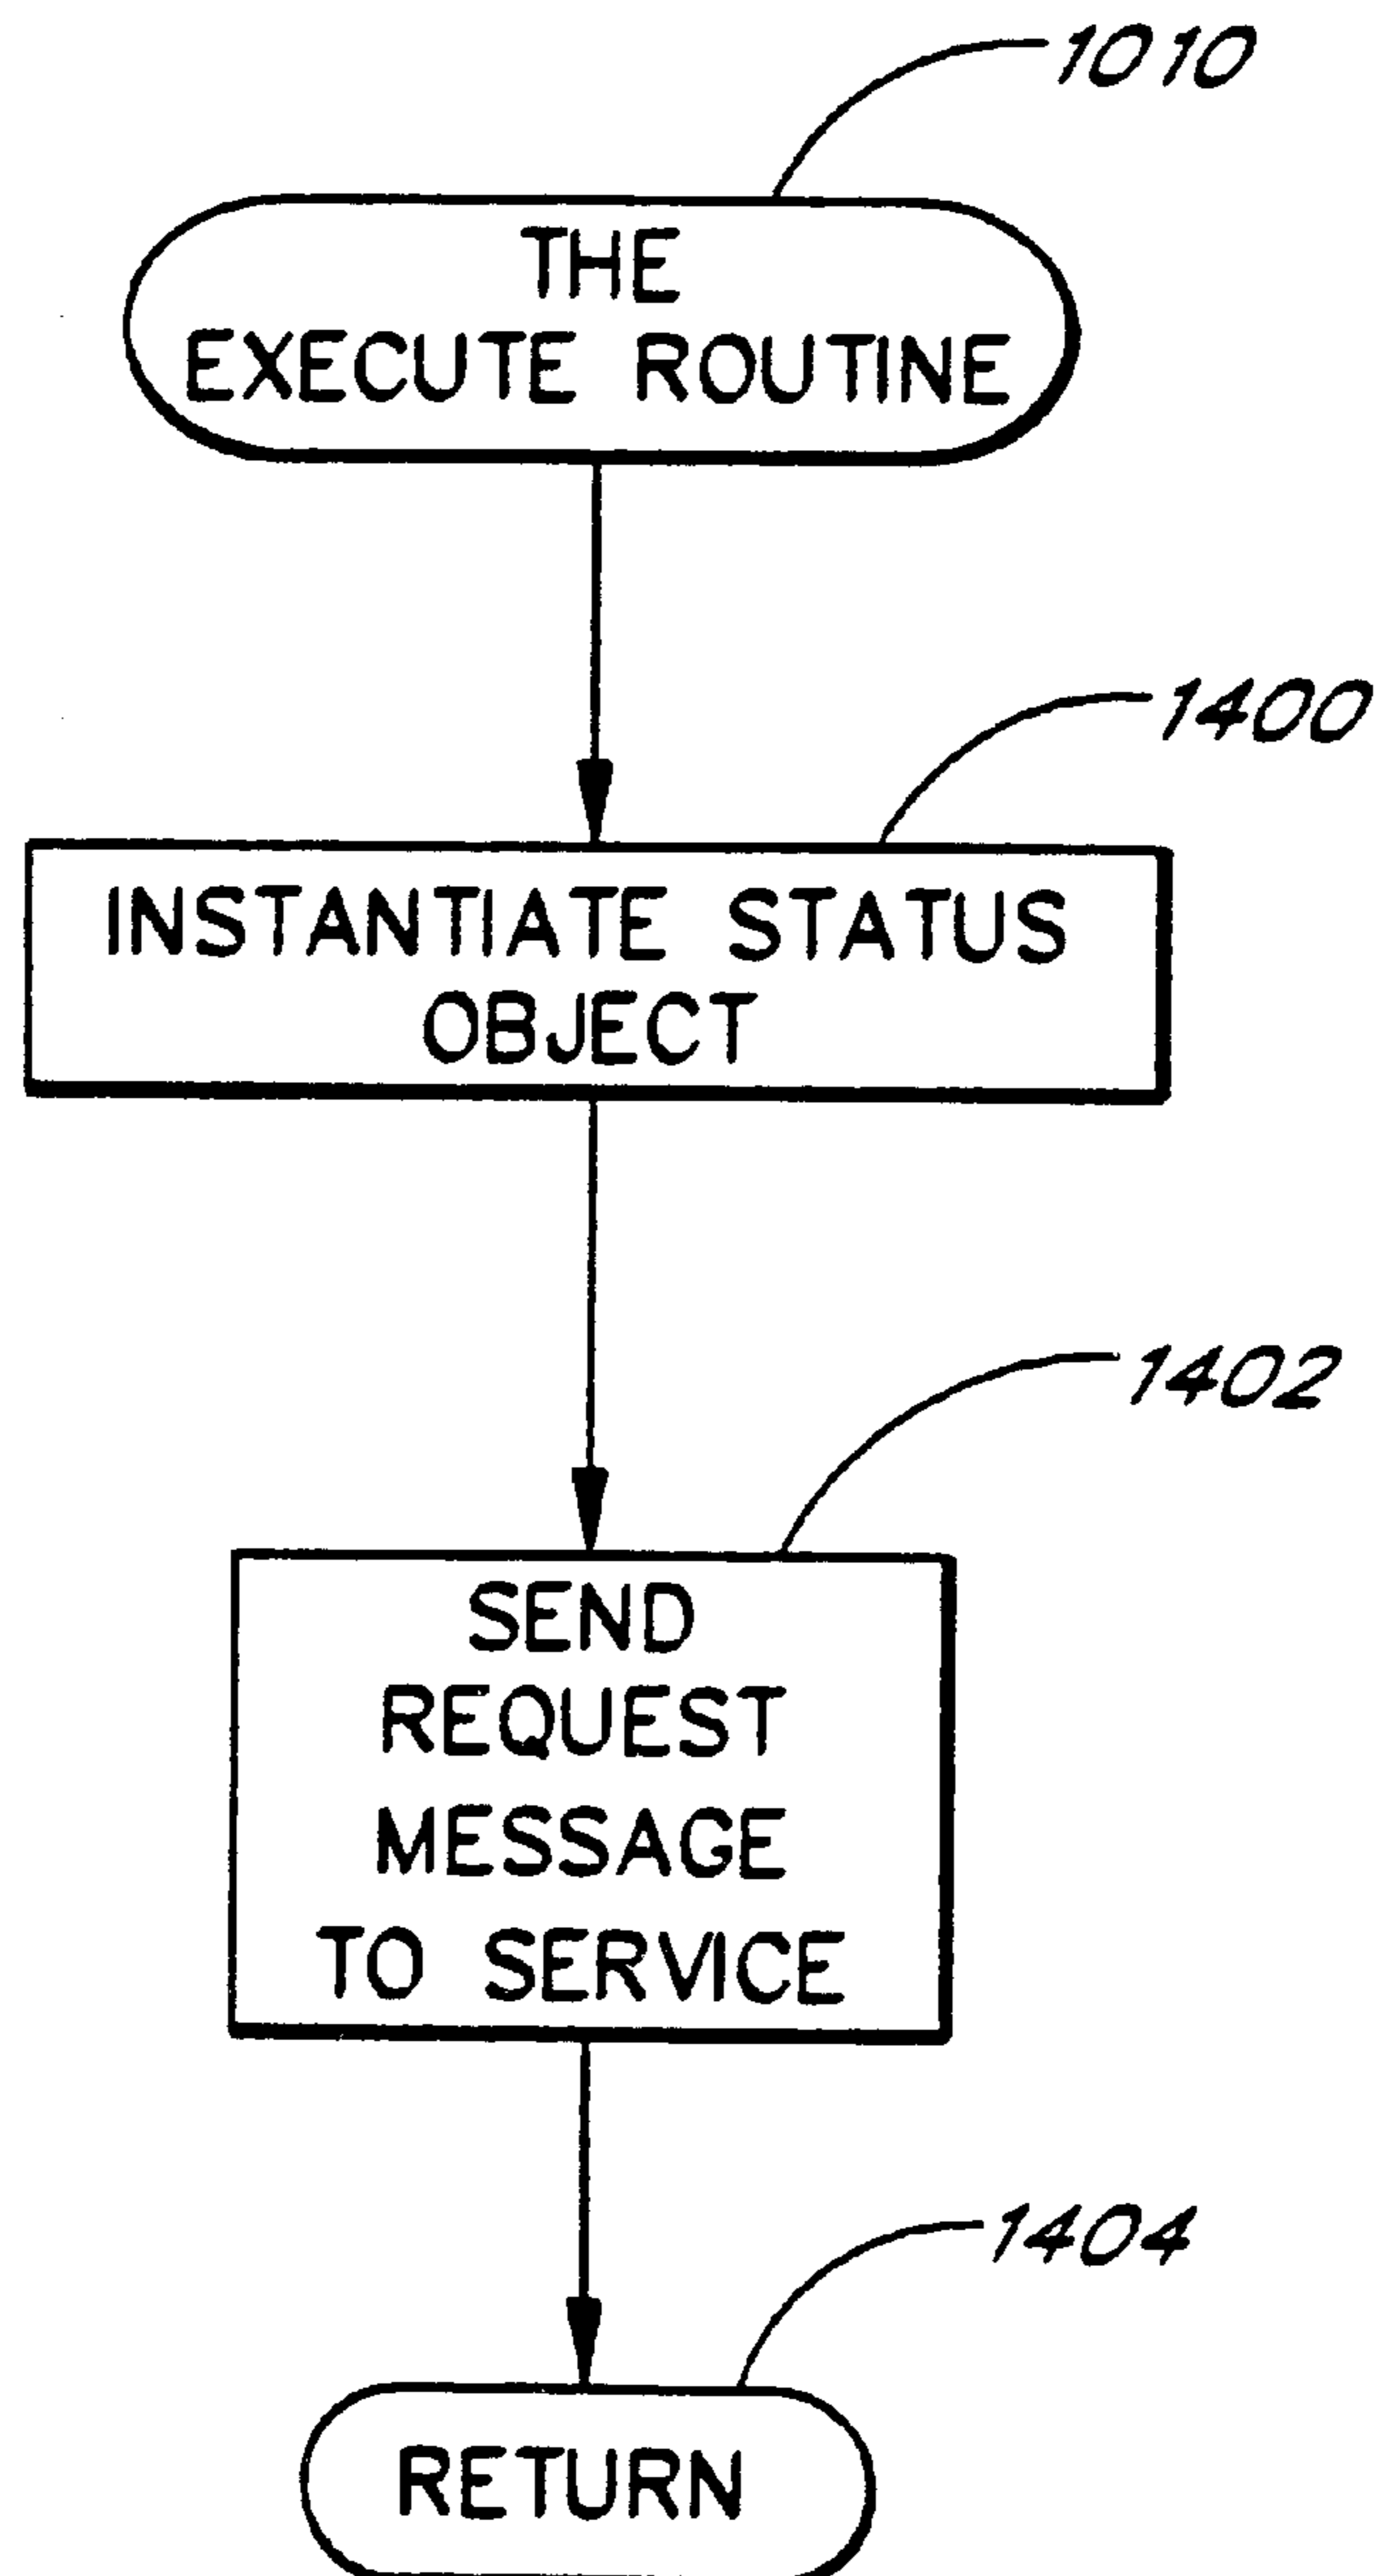 1010
THE
EXECUTE ROUTINE
1400
INSTANTIATE STATUS
OBJECT
1402
SEND
REQUEST
MESSAGE
TO SERVICE
1404
RETURN